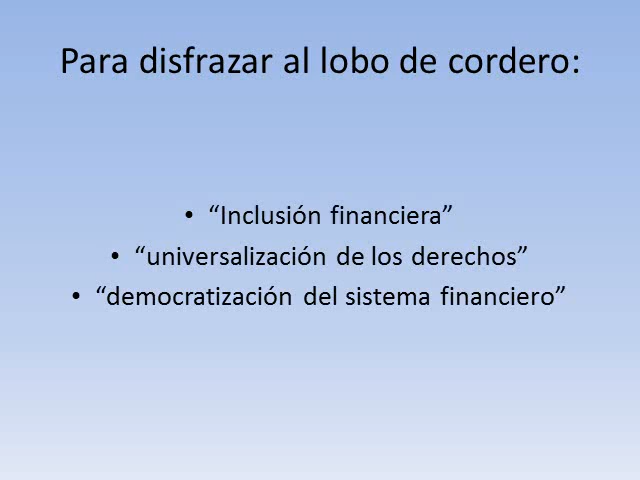 Para disfrazar al lobo de cordero:
• “Inclusión financiera”
• “universalización de los derechos”
• “democratización del sistema financiero”